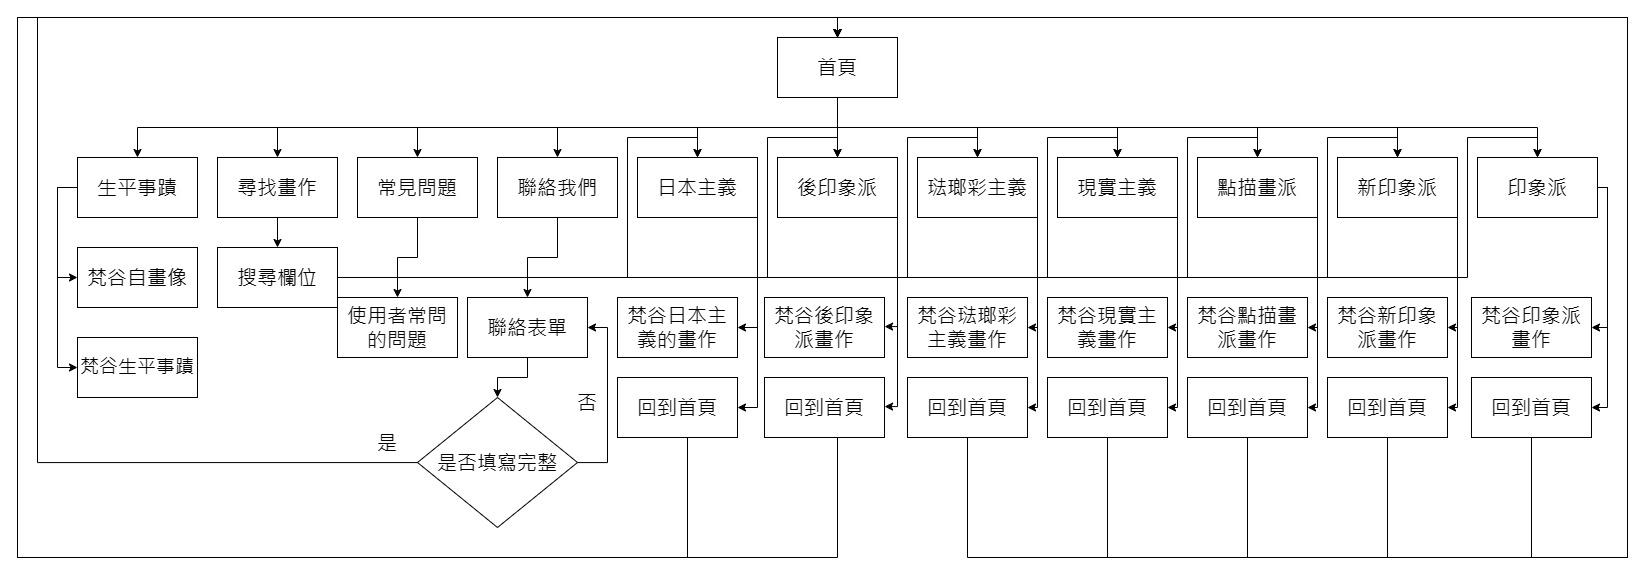 首頁
生平事蹟
尋找畫作
常見問題
聯絡我們
日本主義
後印象派
琺瑯彩主義
現實主義
點描畫派
新印象派
印象派
梵谷自畫像
搜尋欄位
使用者常問
的問題
聯絡表單
梵谷日本主
義的畫作
梵谷後印象
派畫作
梵谷琺瑯彩
主義畫作
梵谷現實主
義畫作
梵谷點描畫
派畫作
梵谷新印象
派畫作
梵谷印象派
畫作
梵谷生平事蹟
否
回到首頁
回到首頁
回到首頁
回到首頁
回到首頁
回到首頁
回到首頁
是
是否填寫完整